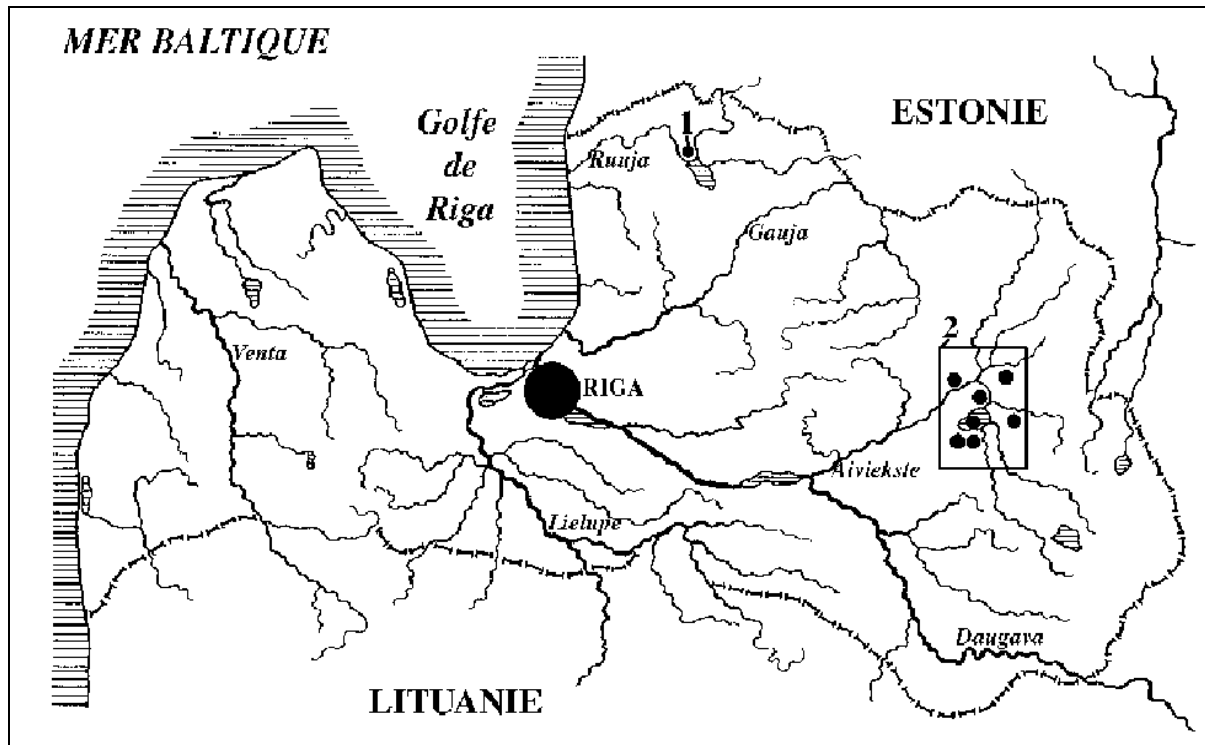 MER BALTIQUE
Golfe
de
Riga
ESTONIE
1
Ruuja
Gauja
Venta
2
RIGA
Aiviekste
Lielupe
Daugava
LITUANIE